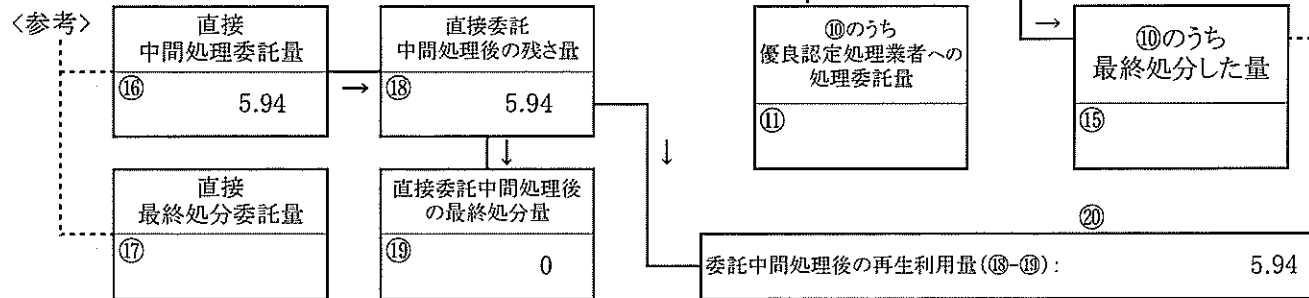 〈参考〉
直接
中間処理委託量
⑯
5.94
→
直接委託
中間処理後の残さ量
⑱
5.94
⑩のうち
優良認定処理業者への
処理委託量
⑪
→
⑩のうち
最終処分した量
⑮
↓
↓
直接
最終処分委託量
⑰
直接委託中間処理後
の最終処分量
⑲
0
⑳
委託中間処理後の再生利用量(⑱-⑲): 5.94